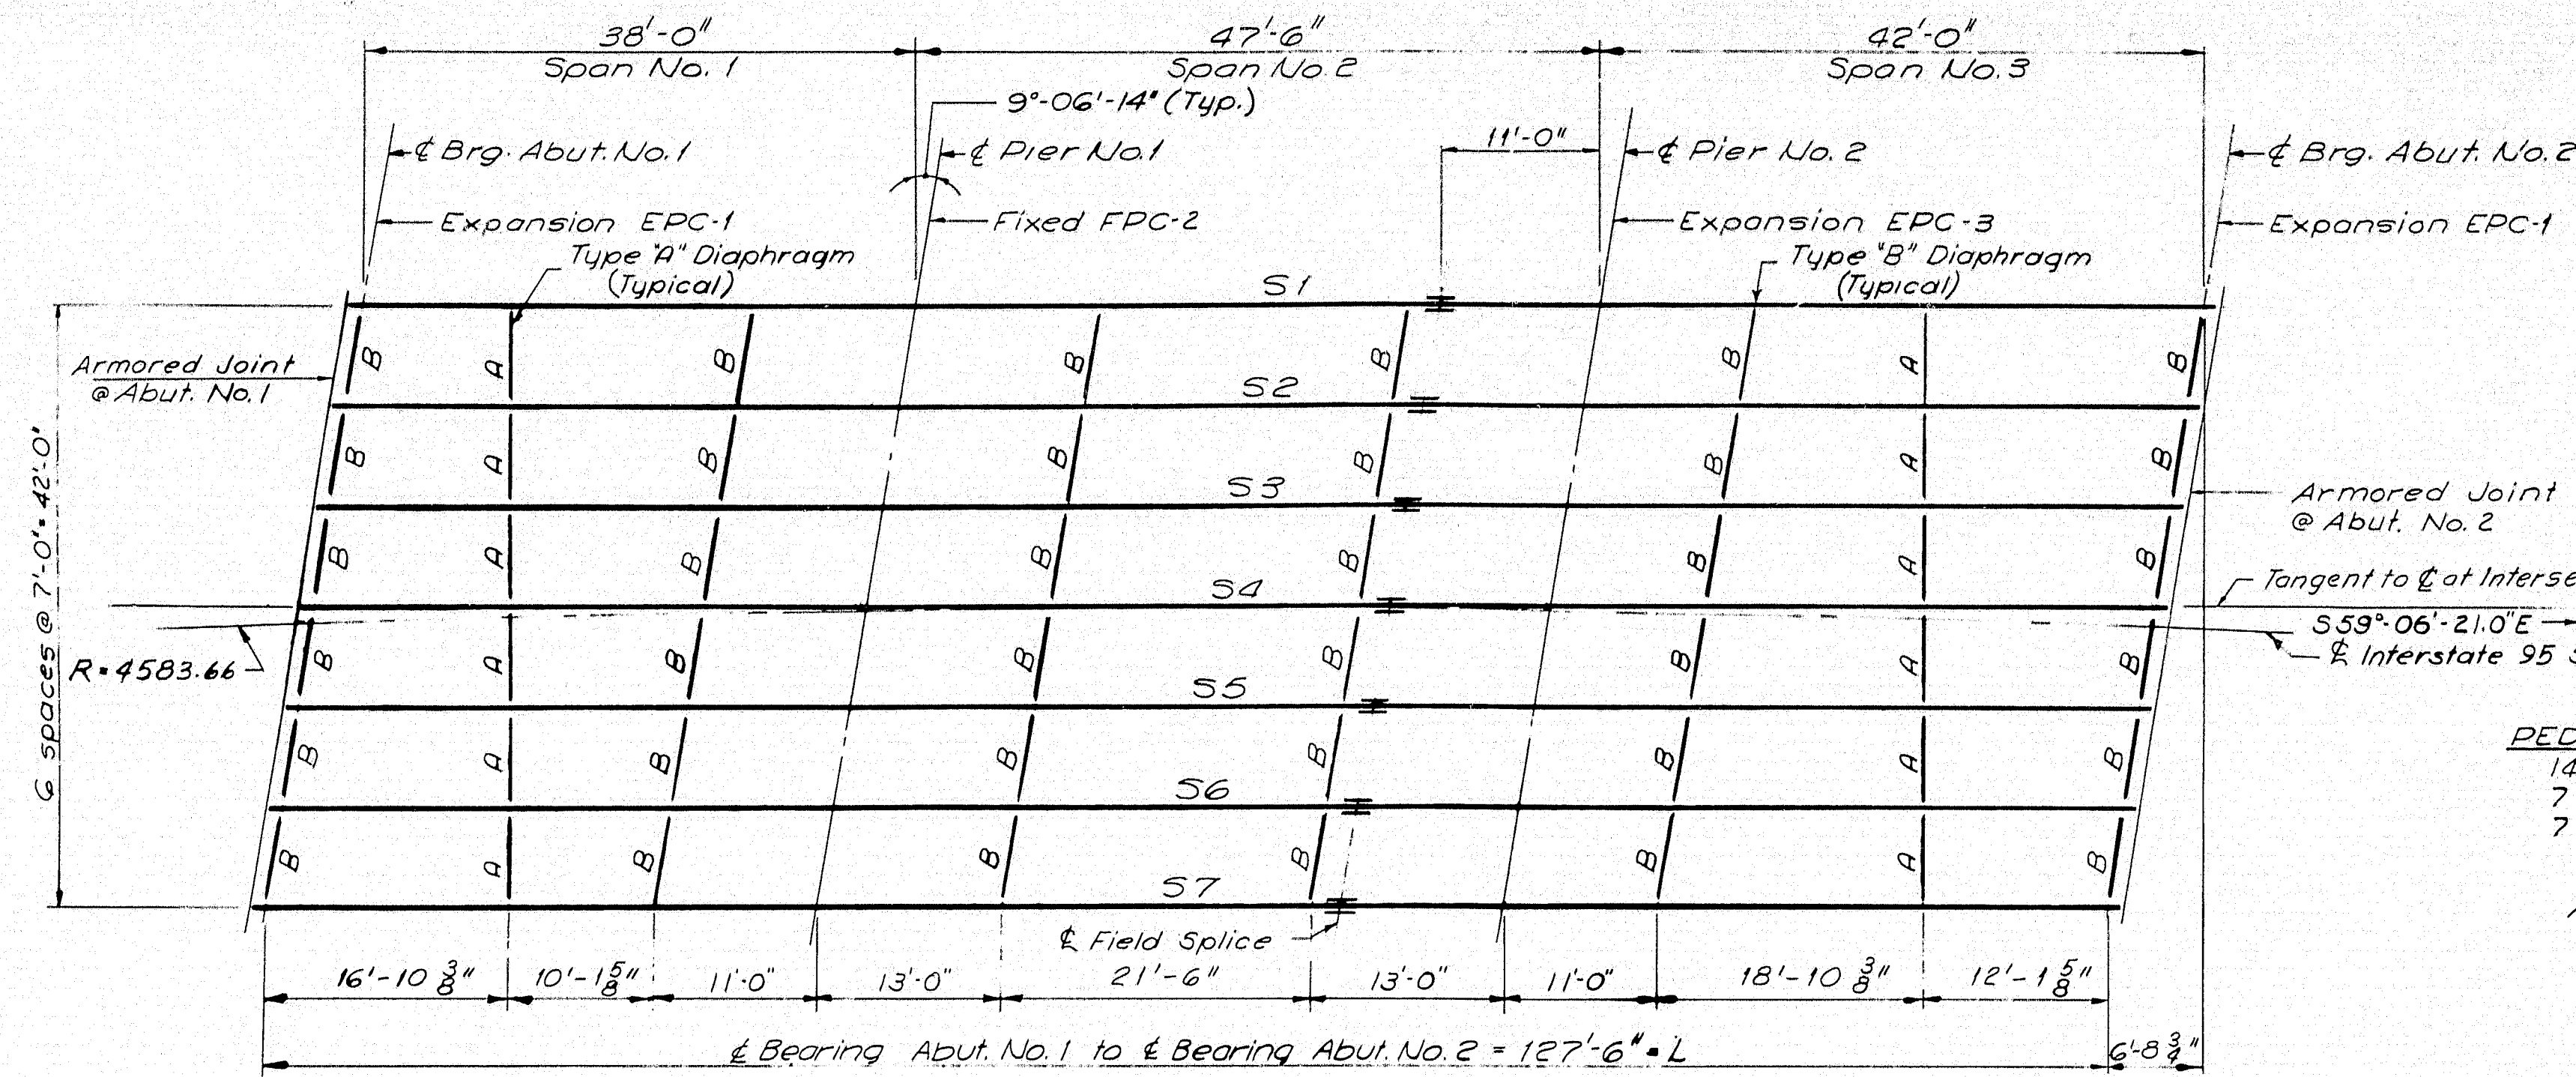 38'-0"
Span No. 1
47'-6"
Span No. 2
42'-0"
Span No. 3
9°-06'-14" (Typ.)
11'-0"
℄ Brg. Abut. No. 1
℄ Pier No. 1
℄ Pier No. 2
℄ Brg. Abut. No. 2
Expansion EPC-1
Fixed FPC-2
Expansion EPC-3
Expansion EPC-1
Type "A" Diaphragm
(Typical)
Type "B" Diaphragm
(Typical)
S1
Armored Joint
@ Abut. No. 1
B A B B B B A B
S2
B A B B B B A B
S3
Armored Joint
@ Abut. No. 2
B A B B B B A B
S4
Tangent to ℄ at
S59°-06'-21.0"E
℄ Interstate 95
R=4583.66
6 spaces @ 7'-0" = 42'-0"
B A B B B B A B
S5
B A B B B B A B
S6
B A B B B B A B
S7
14
7
7
℄ Field Splice
16'-10 3/8"
10'-1 5/8"
11'-0"
13'-0"
21'-6"
13'-0"
11'-0"
18'-10 3/8"
12'-1 5/8"
℄ Bearing Abut. No. 1 to ℄ Bearing Abut. No. 2 = 127'-6" = L
6'-8 3/4"